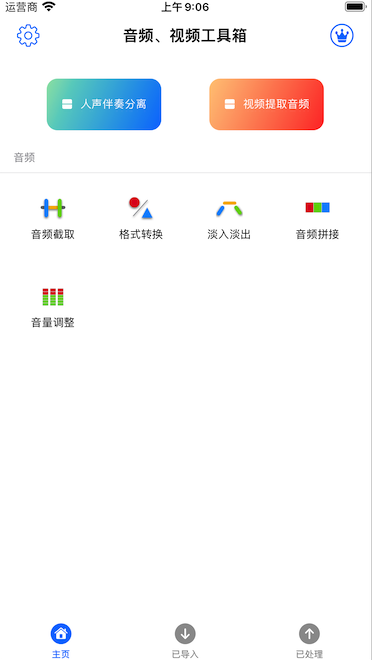 运营商 上午 9:06
音频、视频工具箱
人声伴奏分离 视频提取音频
音频
音频截取 格式转换 淡入淡出 音频拼接
音量调整
主页 已导入 已处理